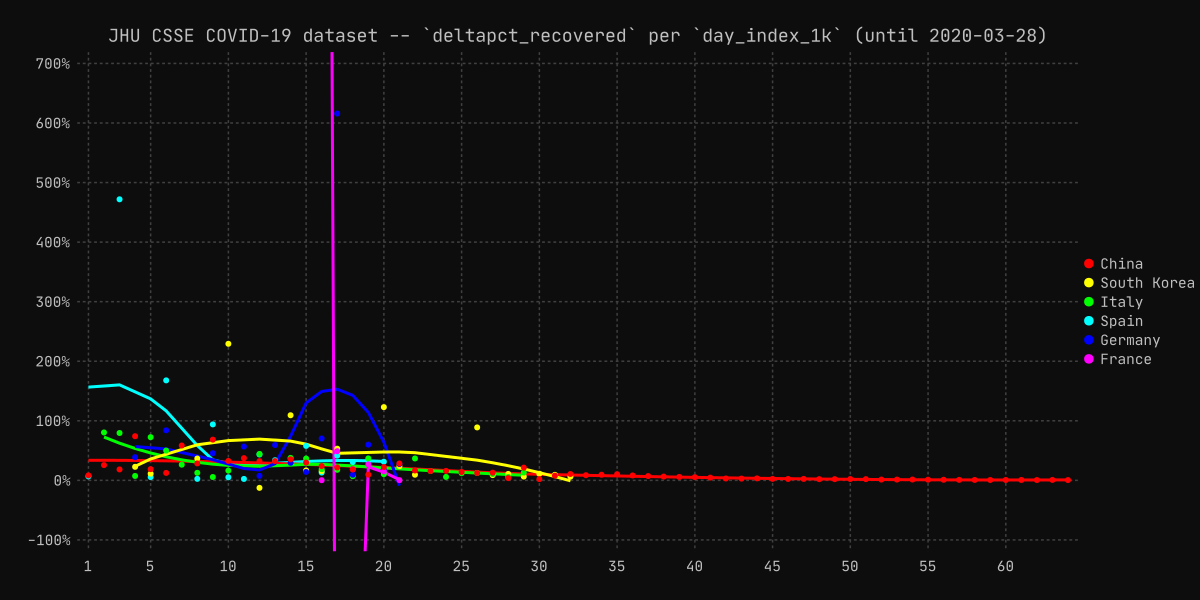 JHU CSSE COVID-19 dataset -- `deltapct_recovered` per `day_index_1k` (until 2020-03-28)
700%
600%
500%
400%
300%
200%
100%
0%
-100%
1 5 10 15 20 25 30 35 40 45 50 55 60
China
South Korea
Italy
Spain
Germany
France